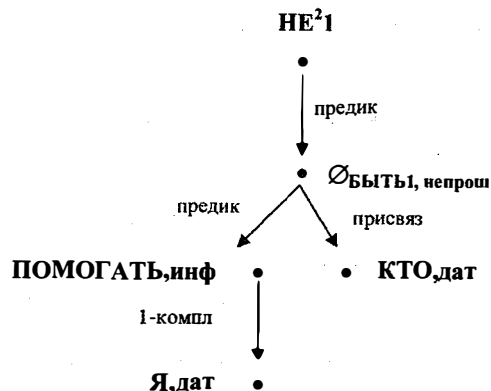 НЕ²1
предик
∅БЫТЬ1, непрош
предик присвяз
ПОМОГАТЬ,инф КТО,дат
1-компл
Я,дат